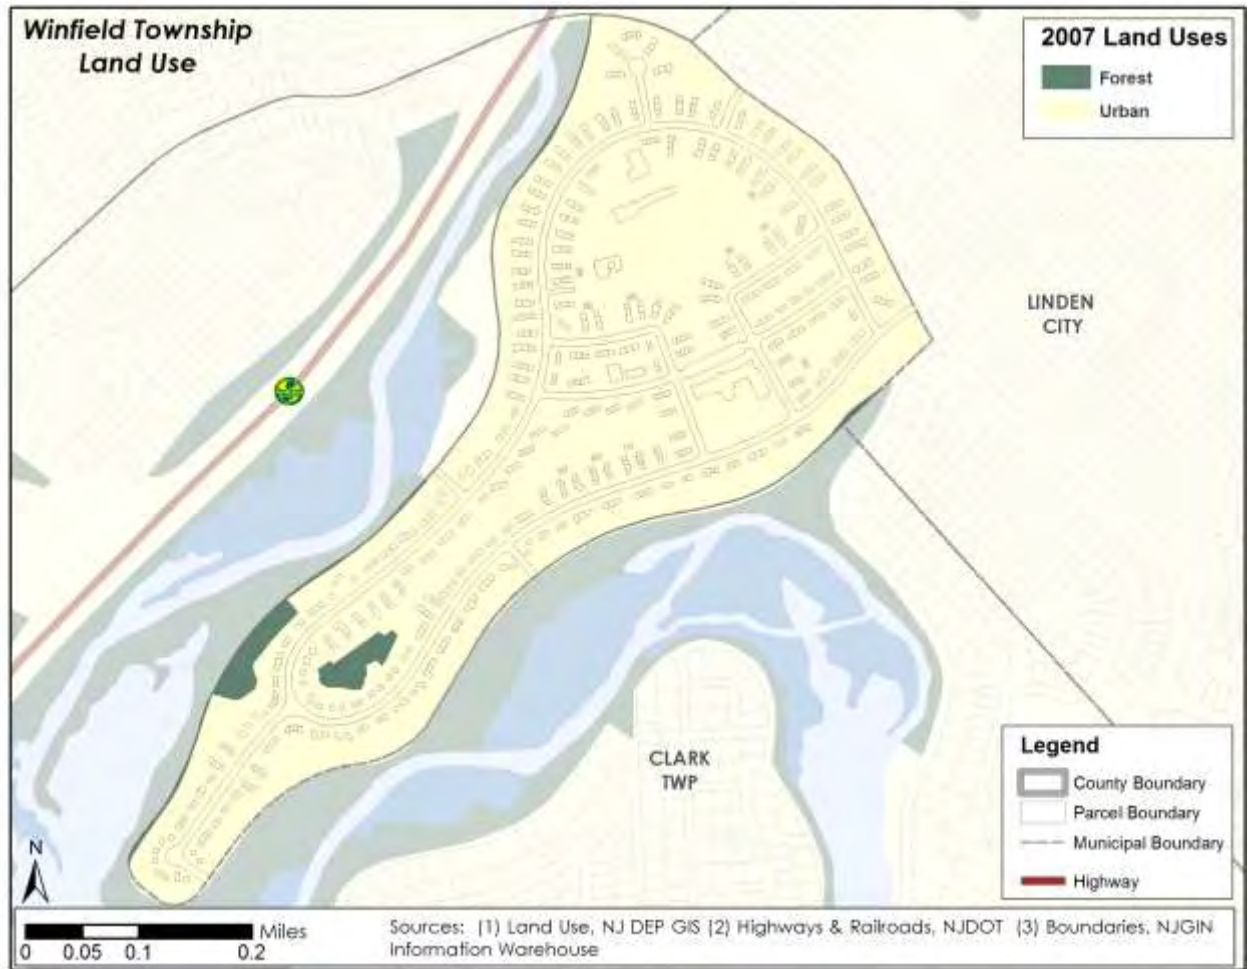 Winfield Township
Land Use
2007 Land Uses
Forest
Urban
LINDEN
CITY
CLARK
TWP
Legend
County Boundary
Parcel Boundary
Municipal Boundary
Highway
N
Miles
0 0.05 0.1 0.2
Sources: (1) Land Use, NJ DEP GIS (2) Highways & Railroads, NJDOT (3) Boundaries, NJGIN
Information Warehouse